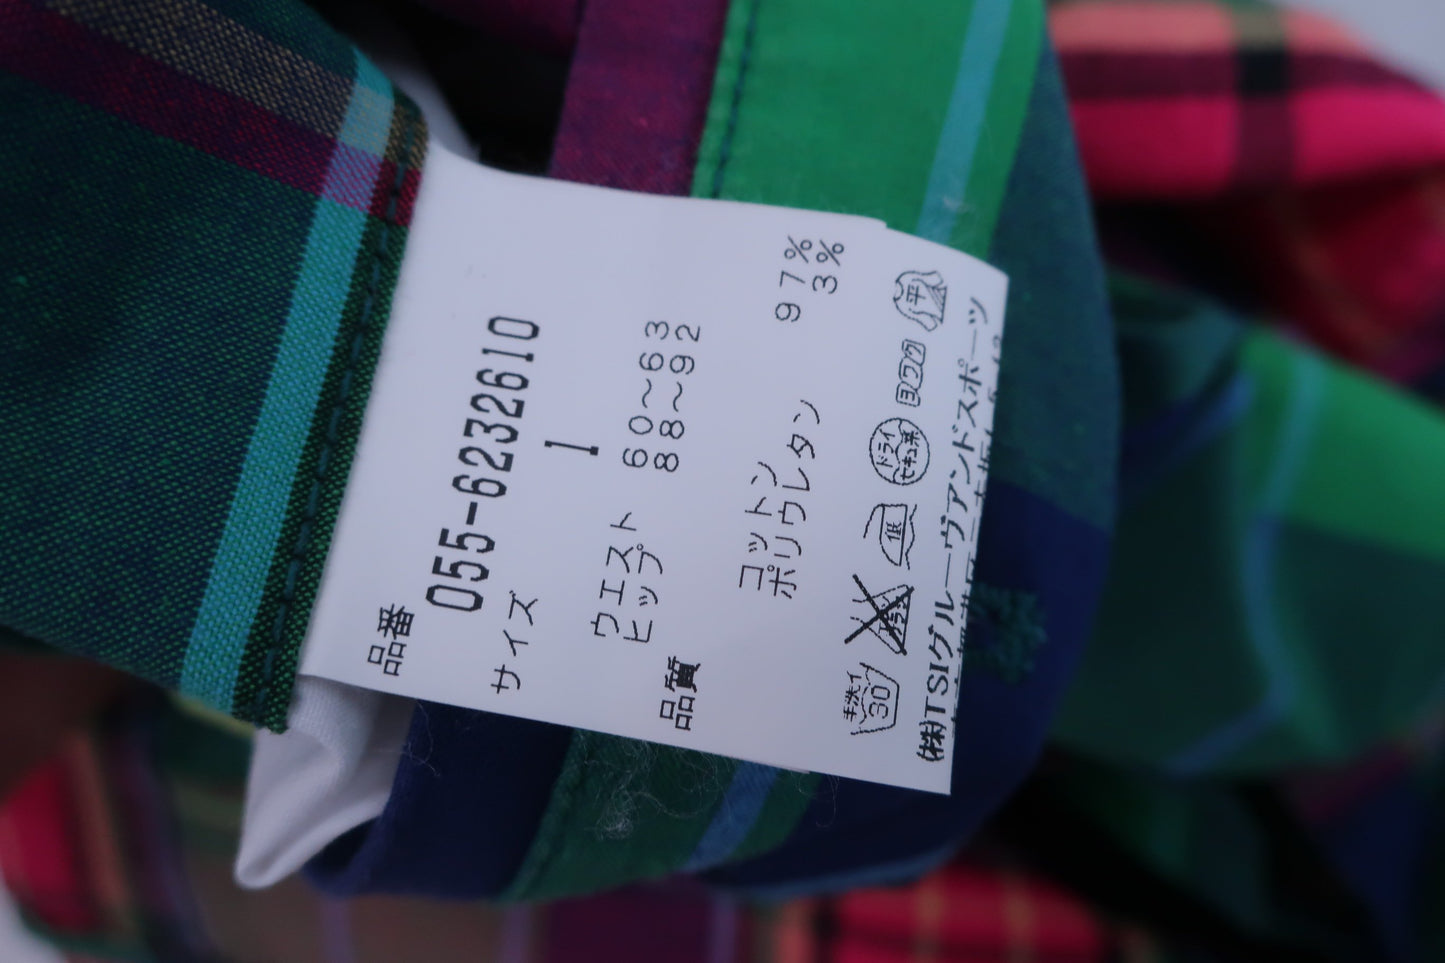 品番
055-6232610
サイズ 1
ウエスト 60〜63
ヒップ 88〜92
品質
コットン 97%
ポリウレタン 3%
手洗イ 30 低 ドライ セキユ系 ヨワク 平
(株)TSIグルーヴアンドスポーツ